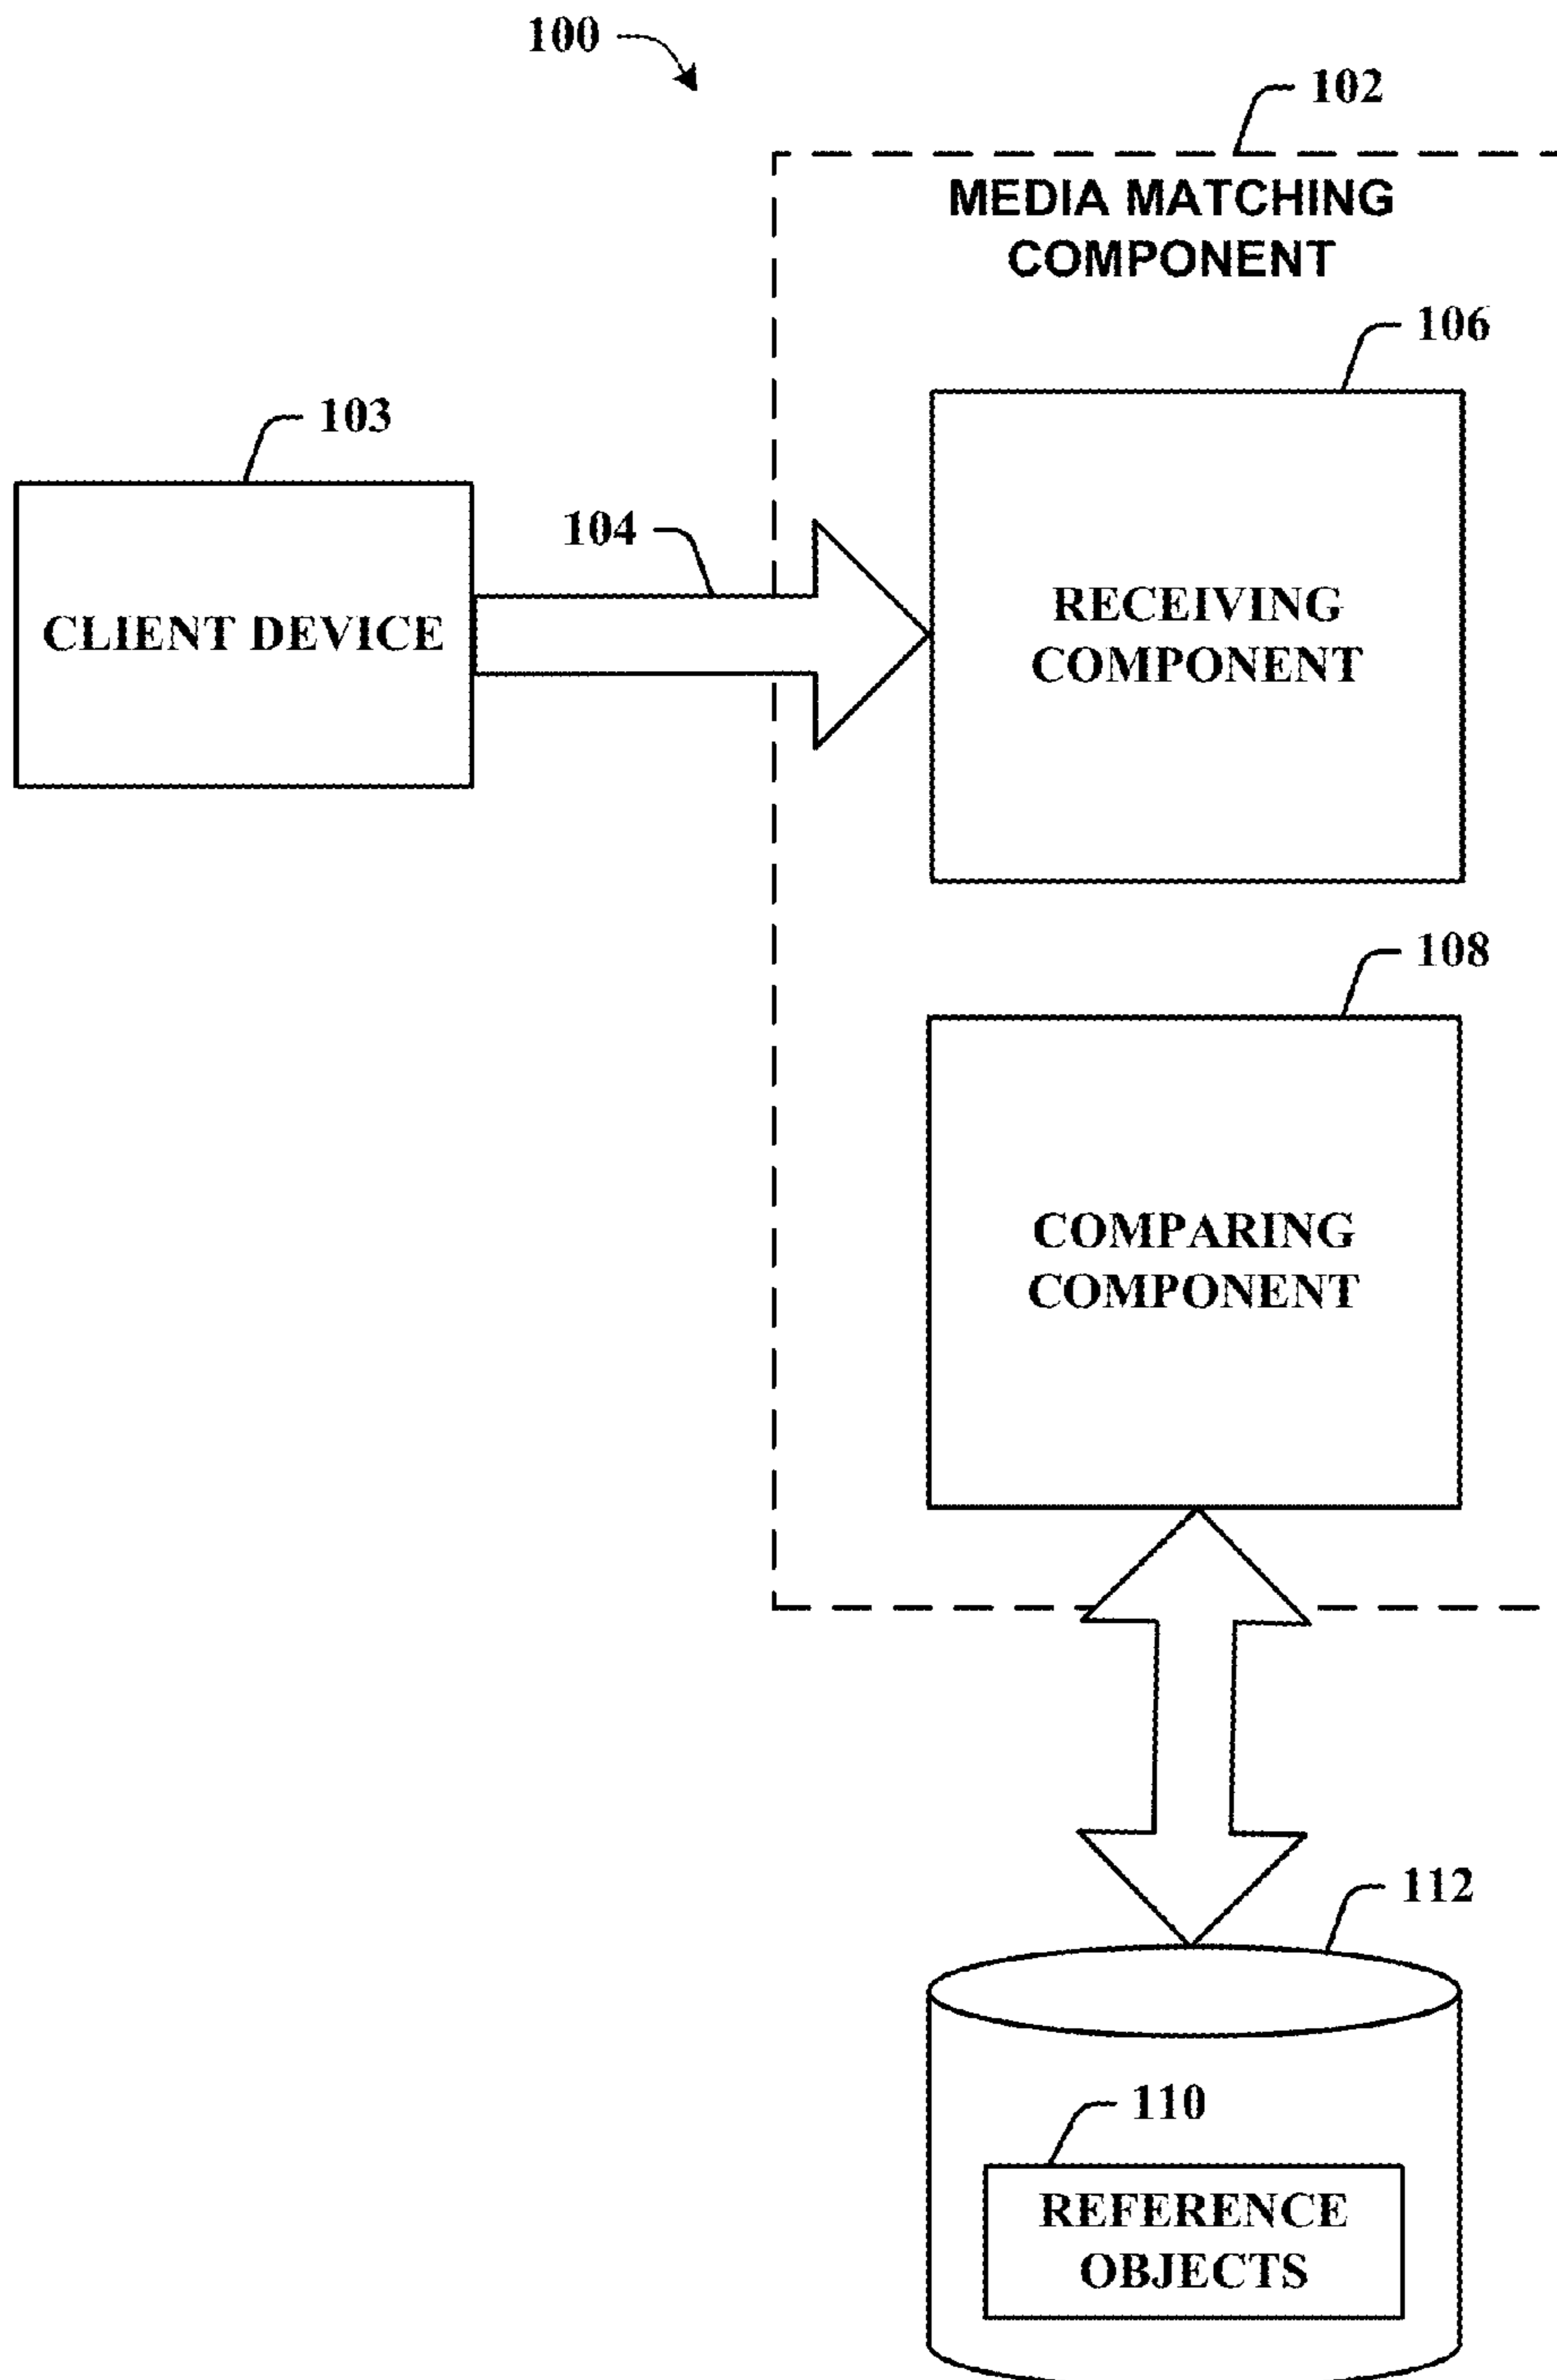 100
102
MEDIA MATCHING
COMPONENT
106
103
104
CLIENT DEVICE
RECEIVING
COMPONENT
108
COMPARING
COMPONENT
112
110
REFERENCE
OBJECTS